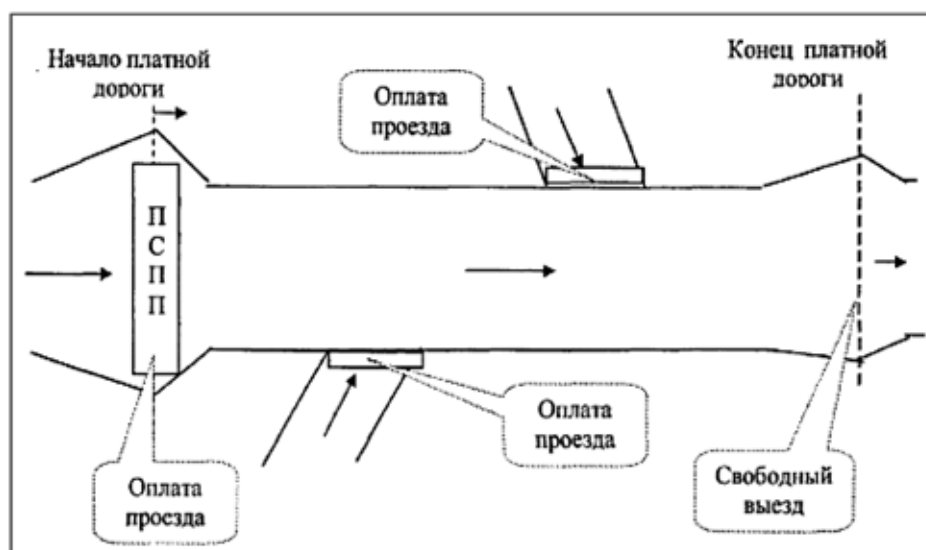 Начало платной
дороги
Оплата
проезда
Конец платной
дороги
П
С
П
П
Оплата
проезда
Оплата
проезда
Свободный
выезд